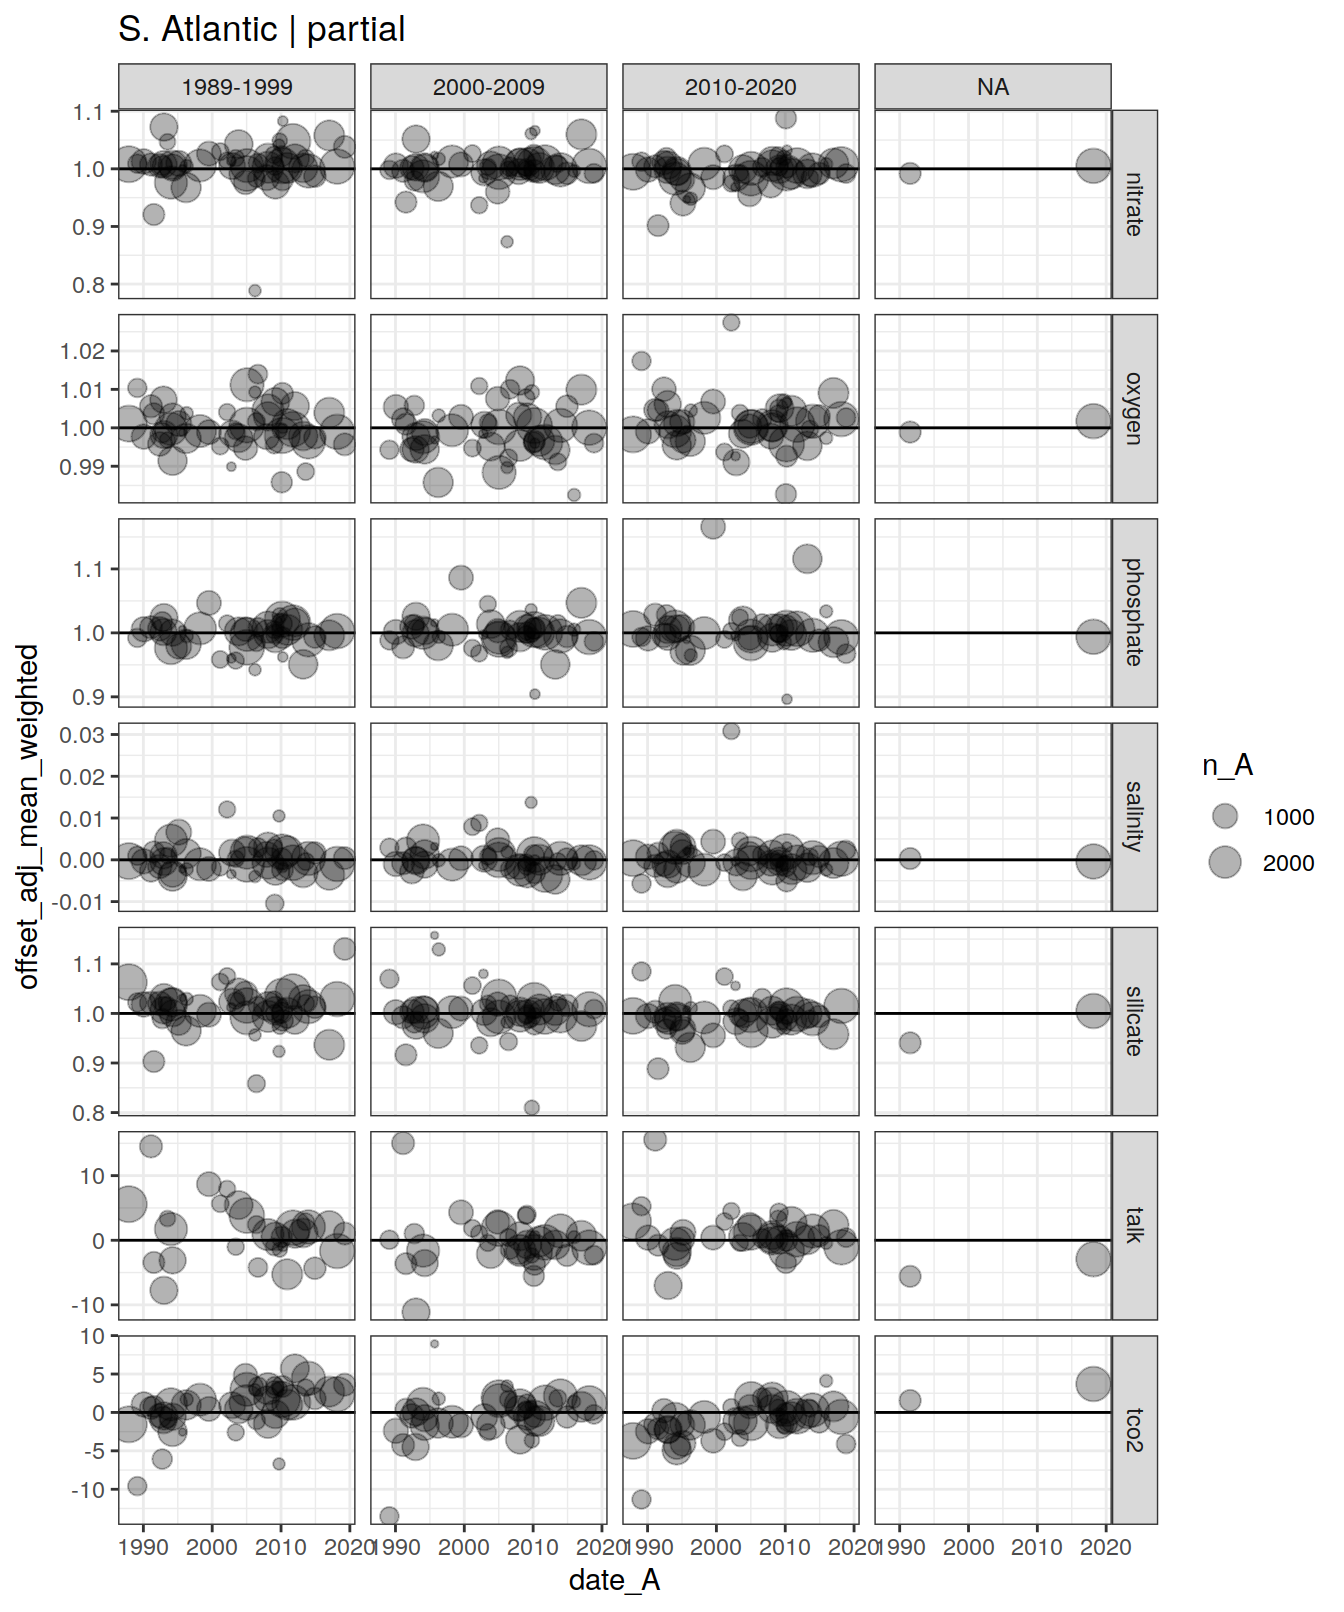 S. Atlantic | partial
1989-1999 2000-2009 2010-2020 NA
1.1
1.0
0.9
0.8
nitrate
1.02
1.01
1.00
0.99
oxygen
1.1
1.0
0.9
phosphate
0.03
0.02
0.01
0.00
-0.01
salinity
1.1
1.0
0.9
0.8
silicate
10
0
-10
talk
10
5
0
-5
-10
tco2
1990 2000 2010 2020 1990 2000 2010 2020 1990 2000 2010 2020 1990 2000 2010 2020
date_A
offset_adj_mean_weighted
n_A
1000
2000